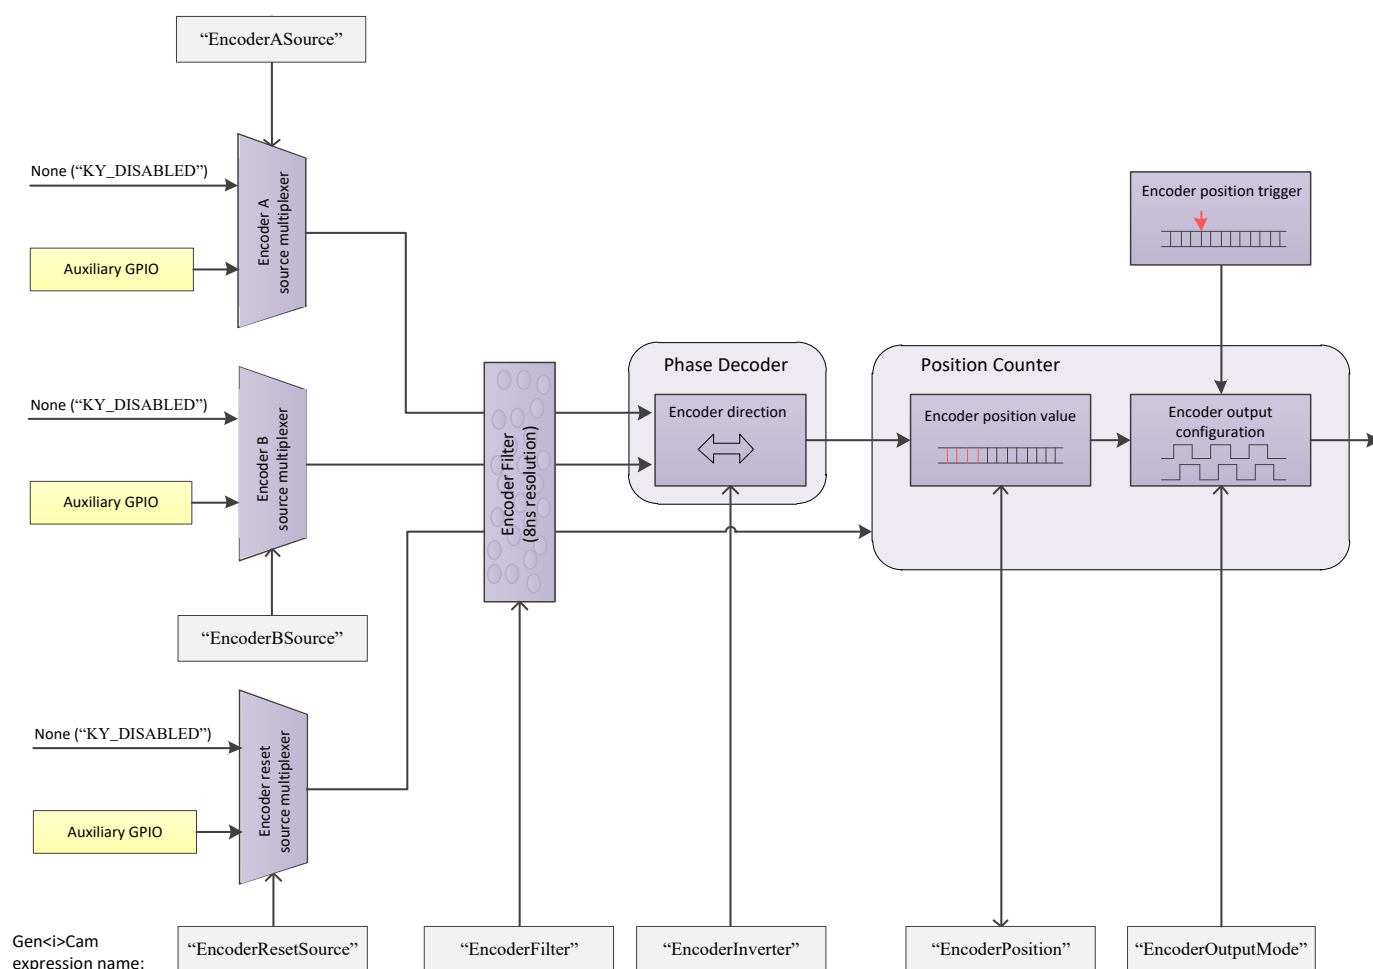 “EncoderASource”
None (“KY_DISABLED”)
Encoder A
source multiplexer
Auxiliary GPIO
Encoder position trigger
None (“KY_DISABLED”)
Encoder B
source multiplexer
Auxiliary GPIO
“EncoderBSource”
Encoder Filter
(8ns resolution)
Phase Decoder
Encoder direction
Position Counter
Encoder position value
Encoder output
configuration
None (“KY_DISABLED”)
Encoder reset
source multiplexer
Auxiliary GPIO
Gen<i>Cam
expression name:
“EncoderResetSource”
“EncoderFilter”
“EncoderInverter”
“EncoderPosition”
“EncoderOutputMode”